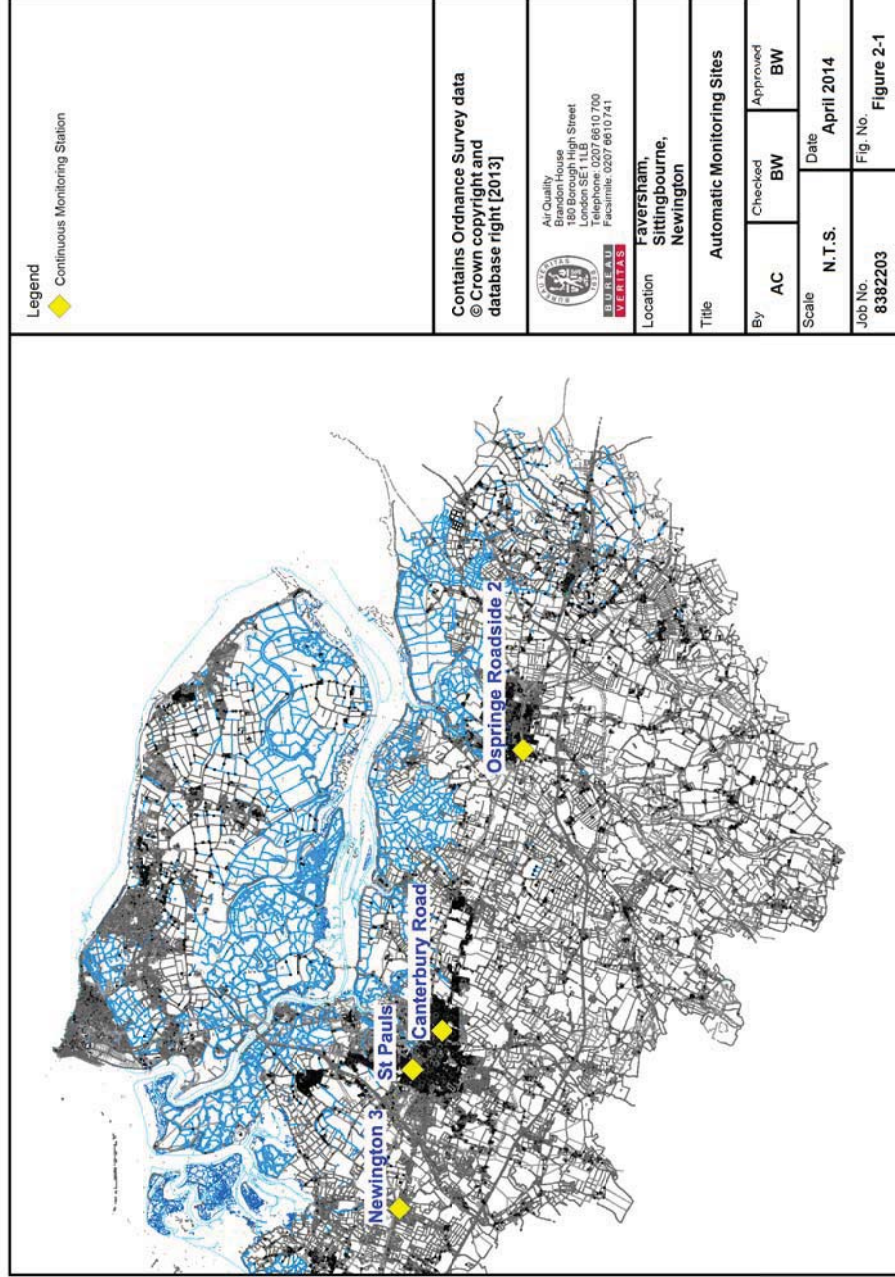 Legend
Continuous Monitoring Station
Contains Ordnance Survey data
© Crown copyright and
database right [2013]
BUREAU VERITAS
1828
BUREAU
VERITAS
Air Quality
Brandon House
180 Borough High Street
London SE1 1LB
Telephone: 0207 6610 700
Facsimile: 0207 6610 741
Location
Faversham,
Sittingbourne,
Newington
Title
Automatic Monitoring Sites
By
AC
Checked
BW
Approved
BW
Scale
N.T.S.
Date
April 2014
Job No.
8382203
Fig. No.
Figure 2-1
Newington 3
St Pauls
Canterbury Road
Ospringe Roadside 2